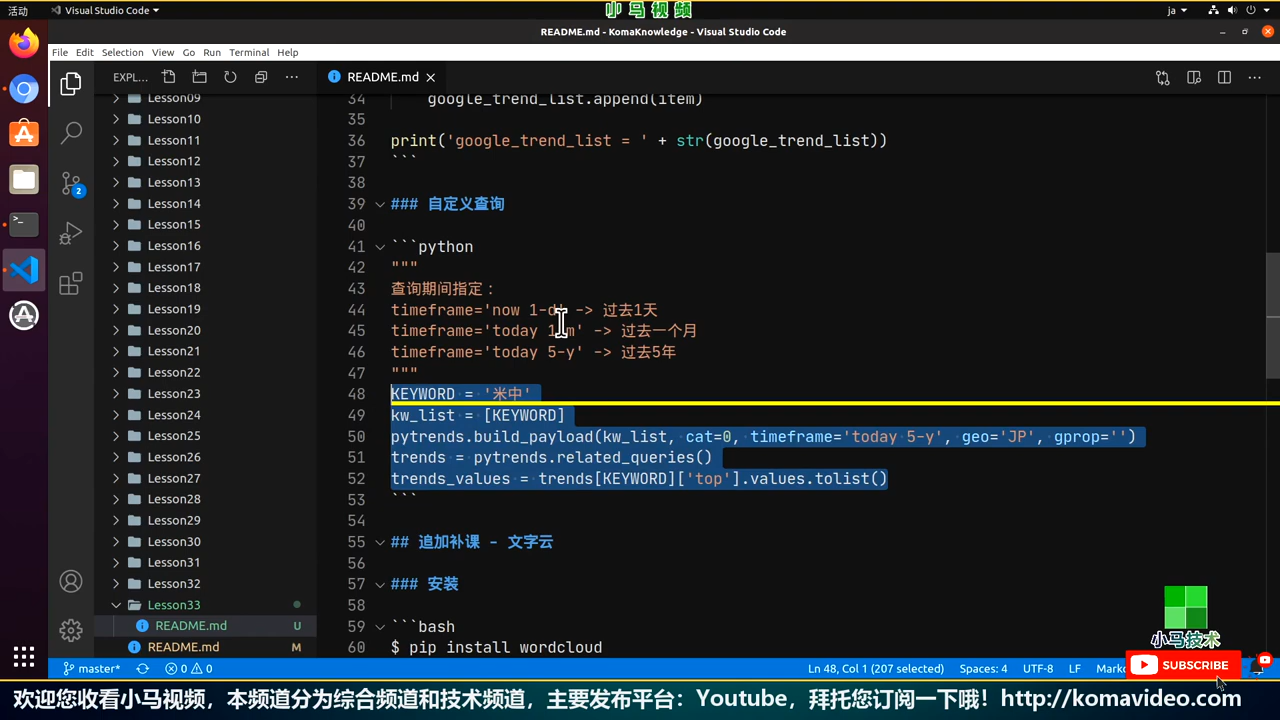 活动
Visual Studio Code
小马视频
ja
README.md - KomaKnowledge - Visual Studio Code
File Edit Selection View Go Run Terminal Help
EXPL...
README.md
Lesson09
Lesson10
Lesson11
Lesson12
Lesson13
Lesson14
Lesson15
Lesson16
Lesson17
Lesson18
Lesson19
Lesson20
Lesson21
Lesson22
Lesson23
Lesson24
Lesson25
Lesson26
Lesson27
Lesson28
Lesson29
Lesson30
Lesson31
Lesson32
Lesson33
README.md U
README.md M
2
34 google_trend_list.append(item)
35
36 print('google_trend_list = ' + str(google_trend_list))
37 ```
38
39 ### 自定义查询
40
41 ```python
42 """
43 查询期间指定：
44 timeframe='now -> 过去1天
45 timeframe='today -> 过去一个月
46 timeframe='today 5-y' -> 过去5年
47 """
48 KEYWORD = '米中'
49 kw_list = [KEYWORD]
50 pytrends.build_payload(kw_list, cat=0, timeframe='today 5-y', geo='JP', gprop='')
51 trends = pytrends.related_queries()
52 trends_values = trends[KEYWORD]['top'].values.tolist()
53 ```
54
55 ## 追加补课 - 文字云
56
57 ### 安装
58
59 ```bash
60 $ pip install wordcloud
小马技术
SUBSCRIBE
master* 0 0 Ln 48, Col 1 (207 selected) Spaces: 4 UTF-8 LF
欢迎您收看小马视频，本频道分为综合频道和技术频道，主要发布平台：Youtube，拜托您订阅一下哦！http://komavideo.com